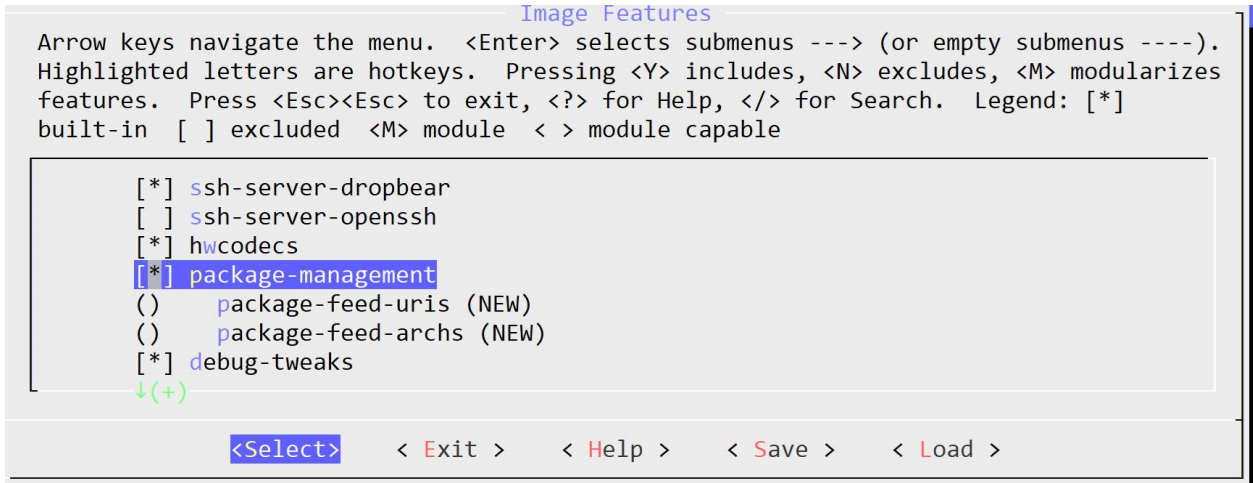 Image Features
Arrow keys navigate the menu.  <Enter> selects submenus ---> (or empty submenus ----).
Highlighted letters are hotkeys.  Pressing <Y> includes, <N> excludes, <M> modularizes
features.  Press <Esc><Esc> to exit, <?> for Help, </> for Search.  Legend: [*]
built-in  [ ] excluded  <M> module  < > module capable
[*] ssh-server-dropbear
[ ] ssh-server-openssh
[*] hwcodecs
[*] package-management
()    package-feed-uris (NEW)
()    package-feed-archs (NEW)
[*] debug-tweaks
↓(+)
<Select>    < Exit >    < Help >    < Save >    < Load >